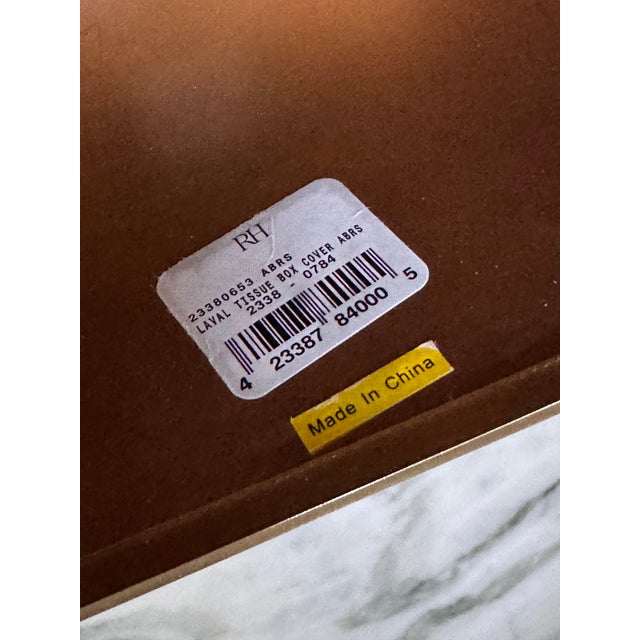 RH
23380653 ABRS
LAVAL TISSUE BOX COVER ABRS
2338 - 0784
4 23387 84000 5
Made In China